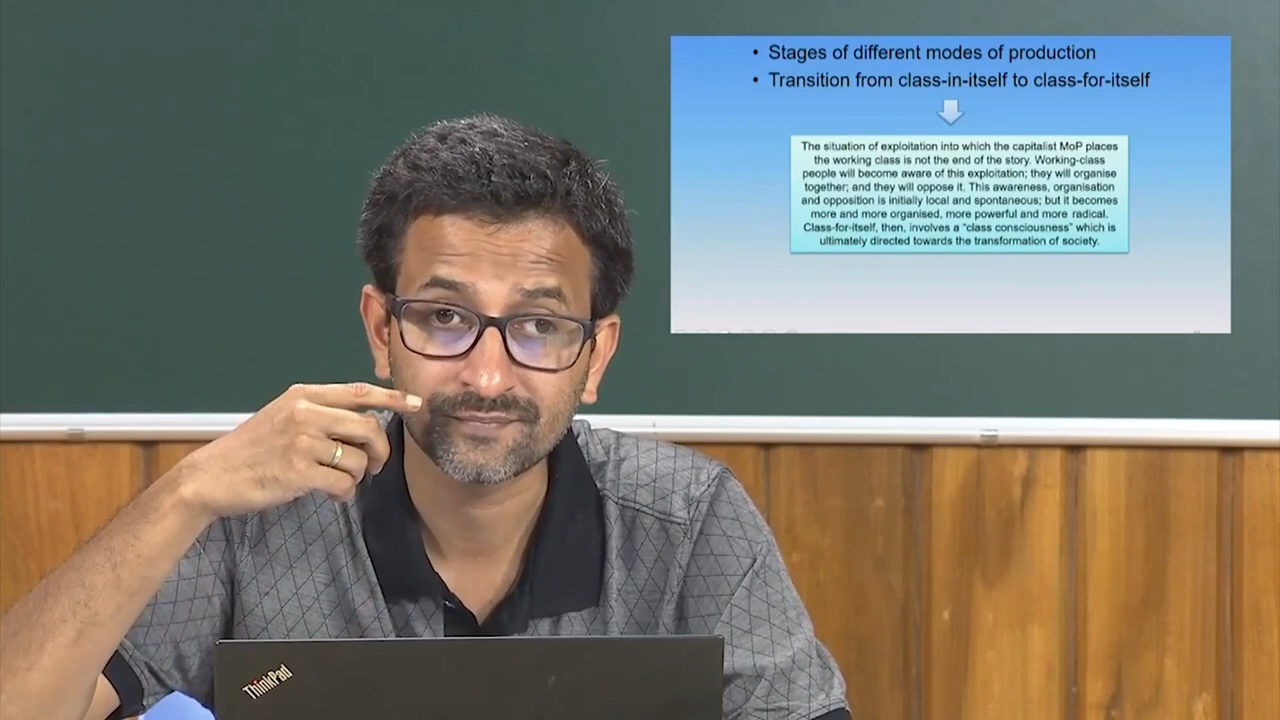 • Stages of different modes of production
• Transition from class-in-itself to class-for-itself
The situation of exploitation into which the capitalist MoP places
the working class is not the end of the story. Working-class
people will become aware of this exploitation; they will organise
together; and they will oppose it. This awareness, organisation
and opposition is initially local and spontaneous; but it becomes
more and more organised, more powerful and more radical.
Class-for-itself, then, involves a “class consciousness” which is
ultimately directed towards the transformation of society.
ThinkPad